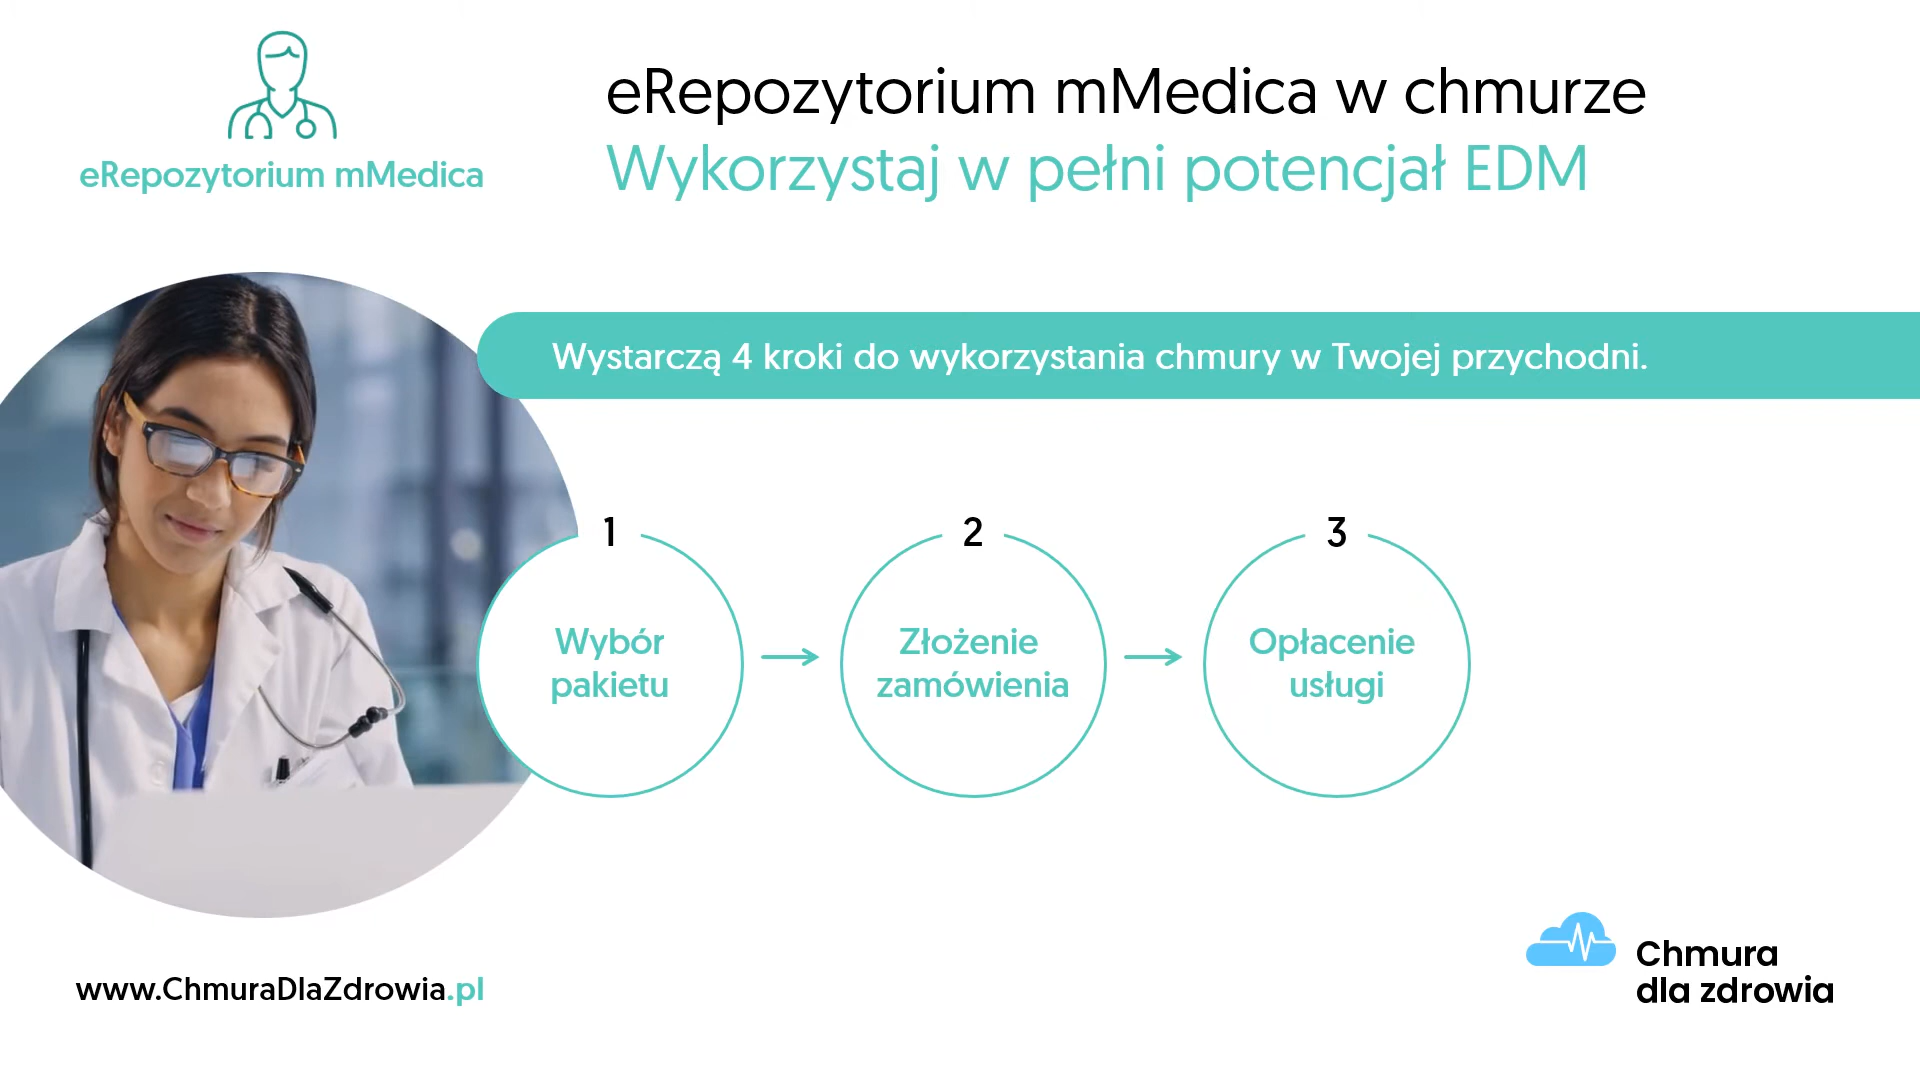 eRepozytorium mMedica
eRepozytorium mMedica w chmurze
Wykorzystaj w pełni potencjał EDM
Wystarczą 4 kroki do wykorzystania chmury w Twojej przychodni.
1
Wybór
pakietu
2
Złożenie
zamówienia
3
Opłacenie
usługi
www.ChmuraDlaZdrowia.pl
Chmura
dla zdrowia